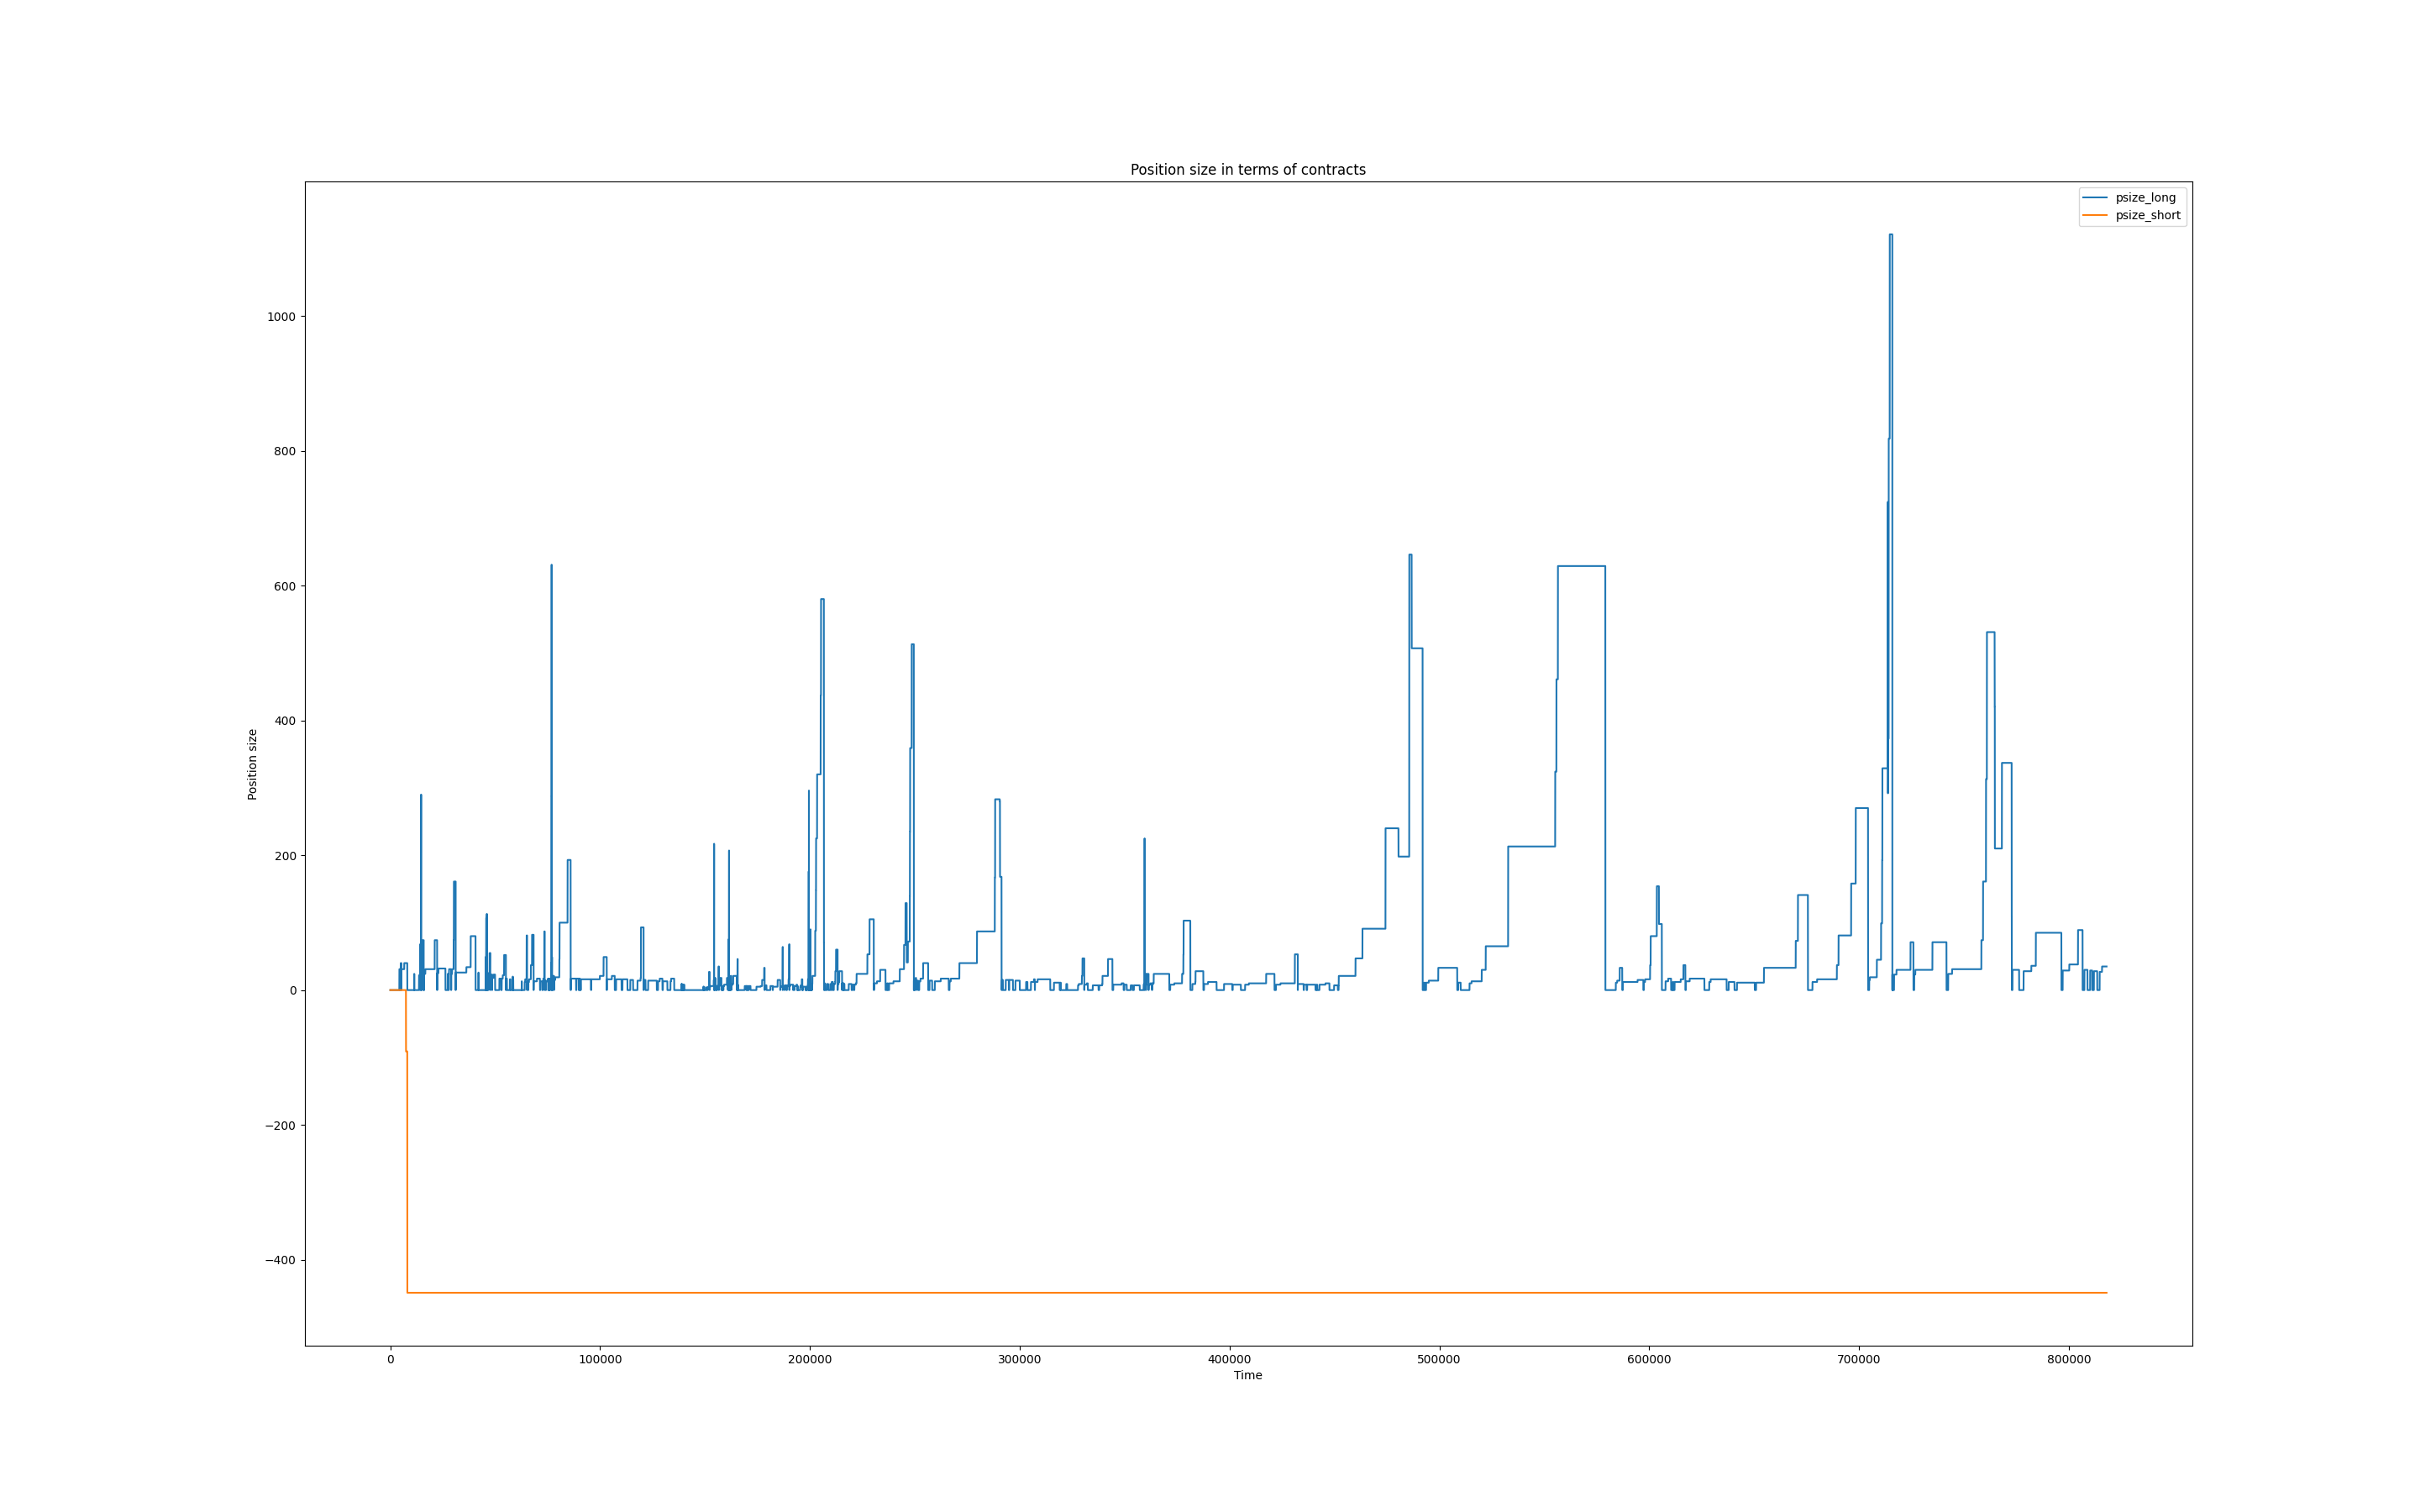 Position size in terms of contracts
psize_long
psize_short
1000
800
600
400
200
0
−200
−400
Position size
0 100000 200000 300000 400000 500000 600000 700000 800000
Time